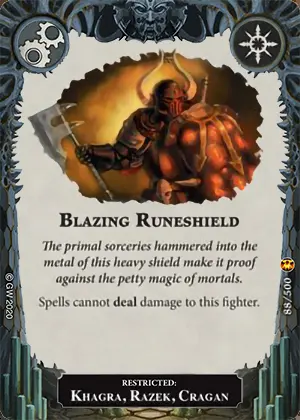 BLAZING RUNESHIELD
The primal sorceries hammered into the
metal of this heavy shield make it proof
against the petty magic of mortals.
Spells cannot deal damage to this fighter.
© GW 2020
88/500
RESTRICTED:
KHAGRA, RAZEK, CRAGAN